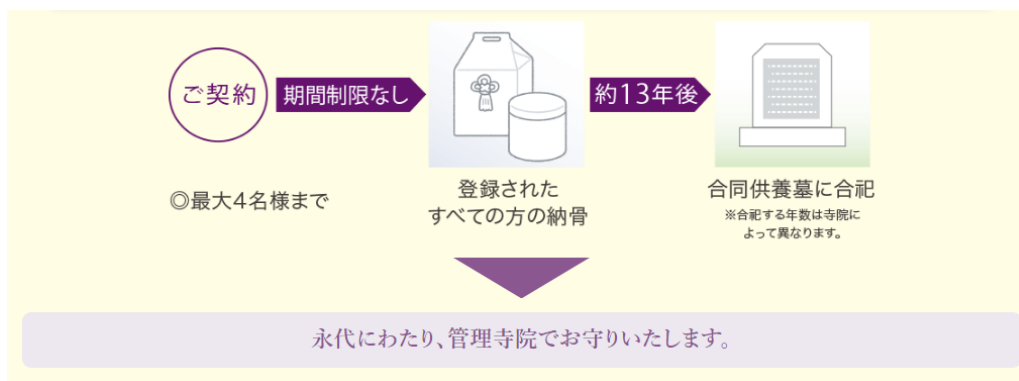 ご契約
期間制限なし
約13年後
◎最大4名様まで
登録された
すべての方の納骨
合同供養墓に合祀
※合祀する年数は寺院に
よって異なります。
永代にわたり、管理寺院でお守りいたします。